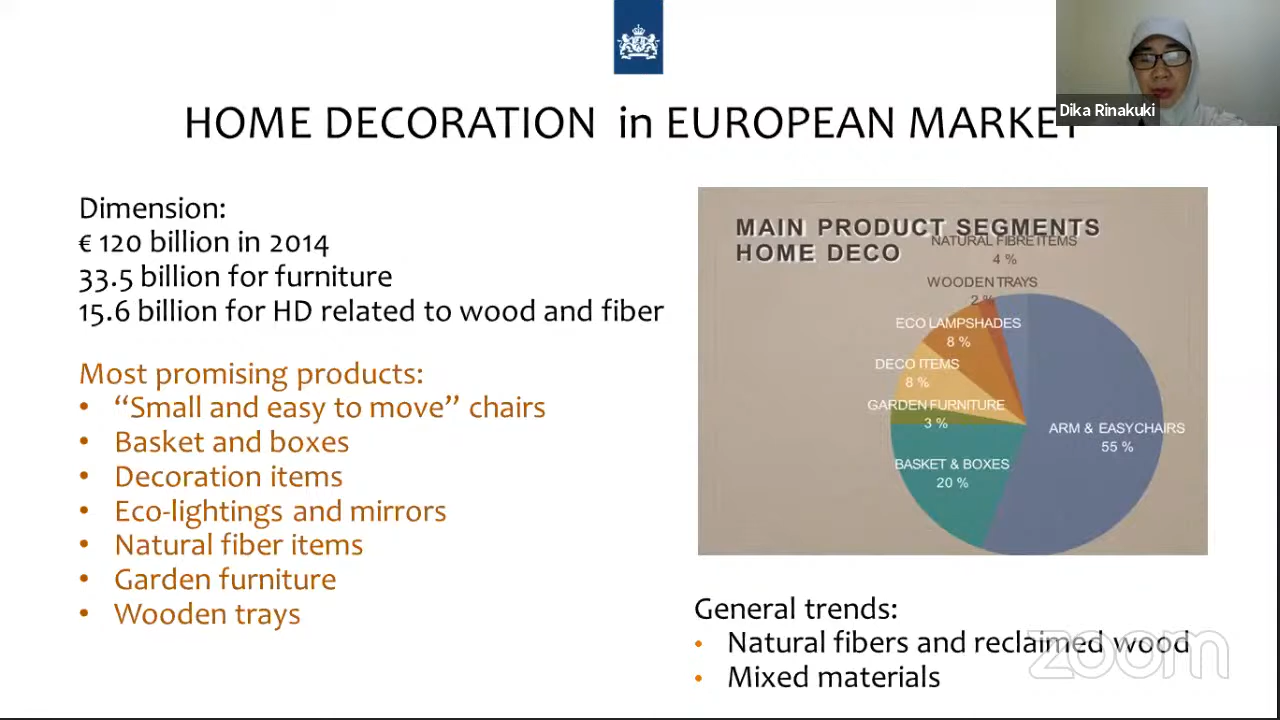 Dika Rinakuki
HOME DECORATION in EUROPEAN MARKET
Dimension:
€ 120 billion in 2014
33.5 billion for furniture
15.6 billion for HD related to wood and fiber
Most promising products:
• “Small and easy to move” chairs
• Basket and boxes
• Decoration items
• Eco-lightings and mirrors
• Natural fiber items
• Garden furniture
• Wooden trays
MAIN PRODUCT SEGMENTS
HOME DECO
NATURAL FIBRE ITEMS
4 %
WOODEN TRAYS
2 %
ECO LAMPSHADES
8 %
DECO ITEMS
8 %
GARDEN FURNITURE
3 %
BASKET & BOXES
20 %
ARM & EASYCHAIRS
55 %
General trends:
• Natural fibers and reclaimed wood
• Mixed materials
zoom